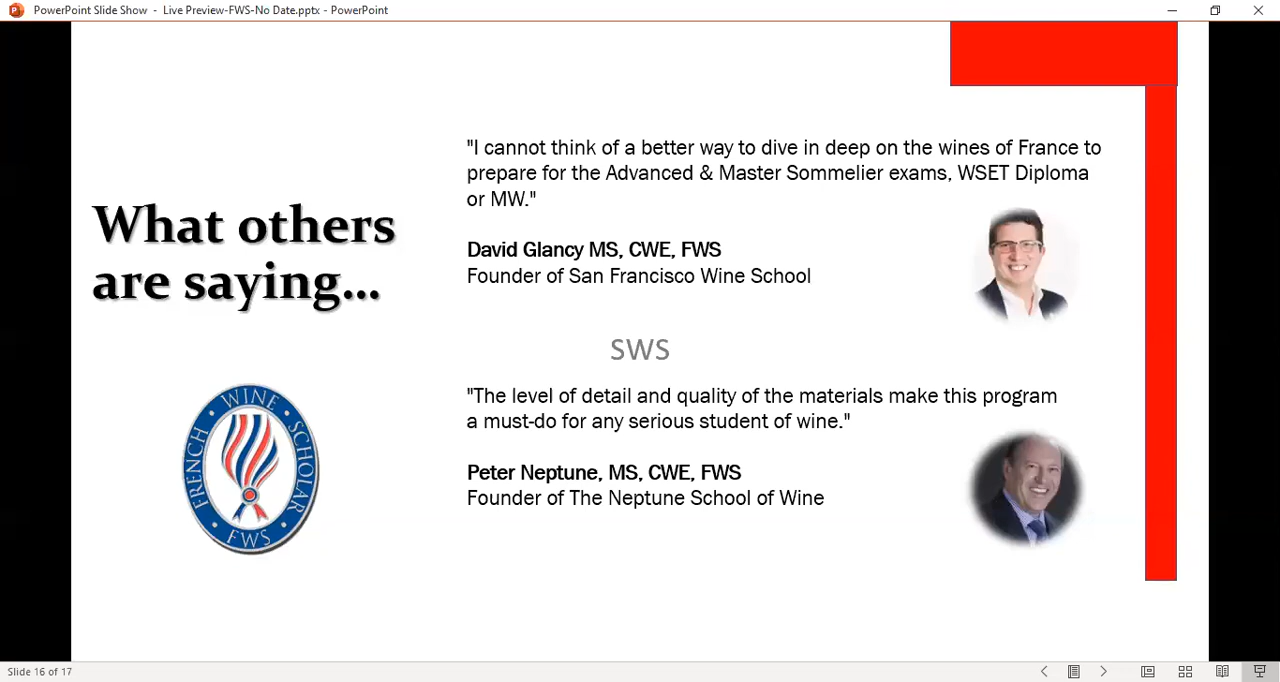 PowerPoint Slide Show - Live Preview-FWS-No Date.pptx - PowerPoint
What others
are saying...
"I cannot think of a better way to dive in deep on the wines of France to
prepare for the Advanced & Master Sommelier exams, WSET Diploma
or MW."
David Glancy MS, CWE, FWS
Founder of San Francisco Wine School
SWS
"The level of detail and quality of the materials make this program
a must-do for any serious student of wine."
Peter Neptune, MS, CWE, FWS
Founder of The Neptune School of Wine
FRENCH WINE SCHOLAR
FWS
Slide 16 of 17